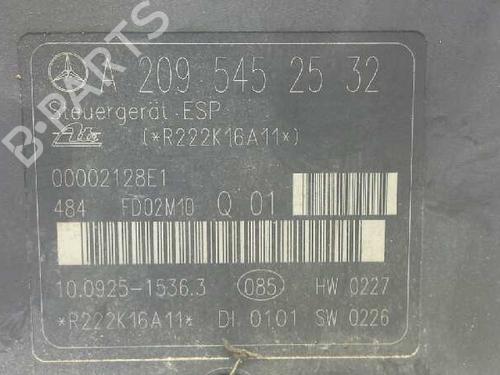 A 209 545 25 32
Steuergerät ESP
Ate (*R222K16A11*)
00002128E1
484 FD02M10 Q 01
10.0925-1536.3 085 HW 0227
*R222K16A11* DI 0101 SW 0226
B-PARTS